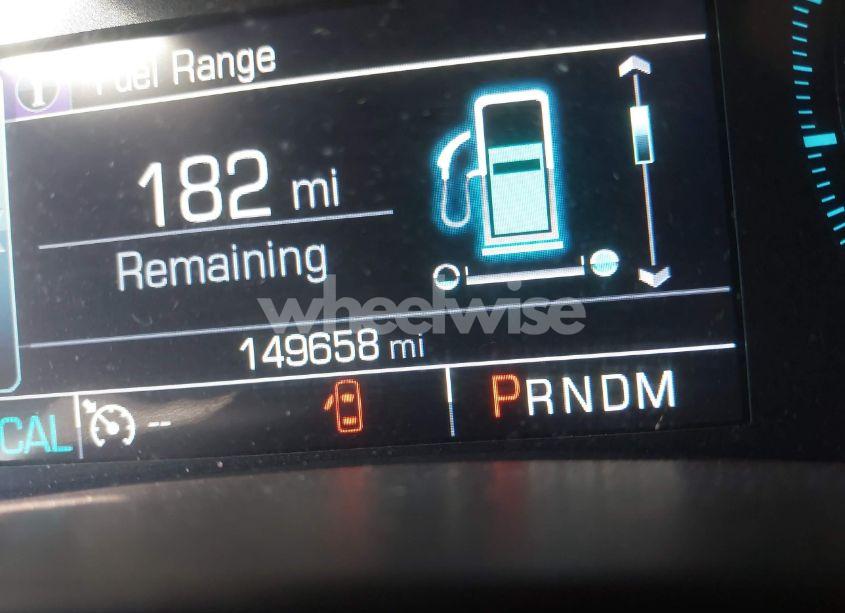 Fuel Range
182 mi
Remaining
wheelwise
149658 mi
CAL
--
PRNDM